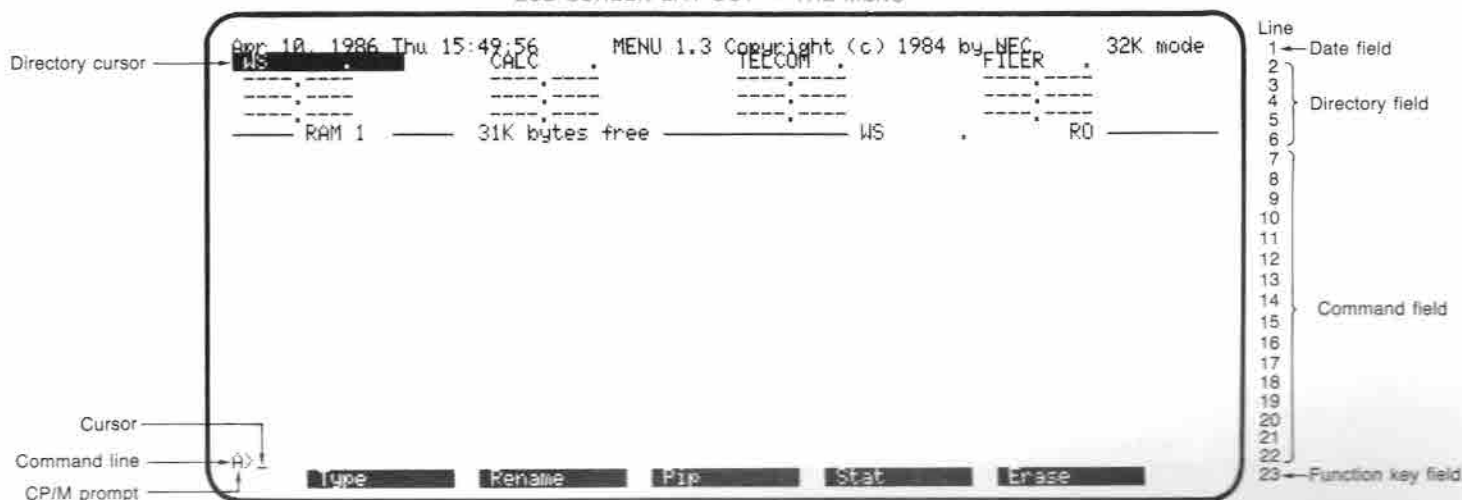 Apr 10, 1986 Thu 15:49:56 MENU 1.3 Copyright (c) 1984 by NEC 32K mode
Directory cursor
WS . CALC . TELCOM . FILER .
----.---- ----.---- ----.---- ----.----
----.---- ----.---- ----.---- ----.----
----.---- ----.---- ----.---- ----.----
RAM 1 31K bytes free WS . RO
Cursor
Command line
A>_
CP/M prompt
Type Rename Pip Stat Erase
Line
1 Date field
2
3
4
5
6
Directory field
7
8
9
10
11
12
13
14
15
16
17
18
19
20
21
22
Command field
23 Function key field